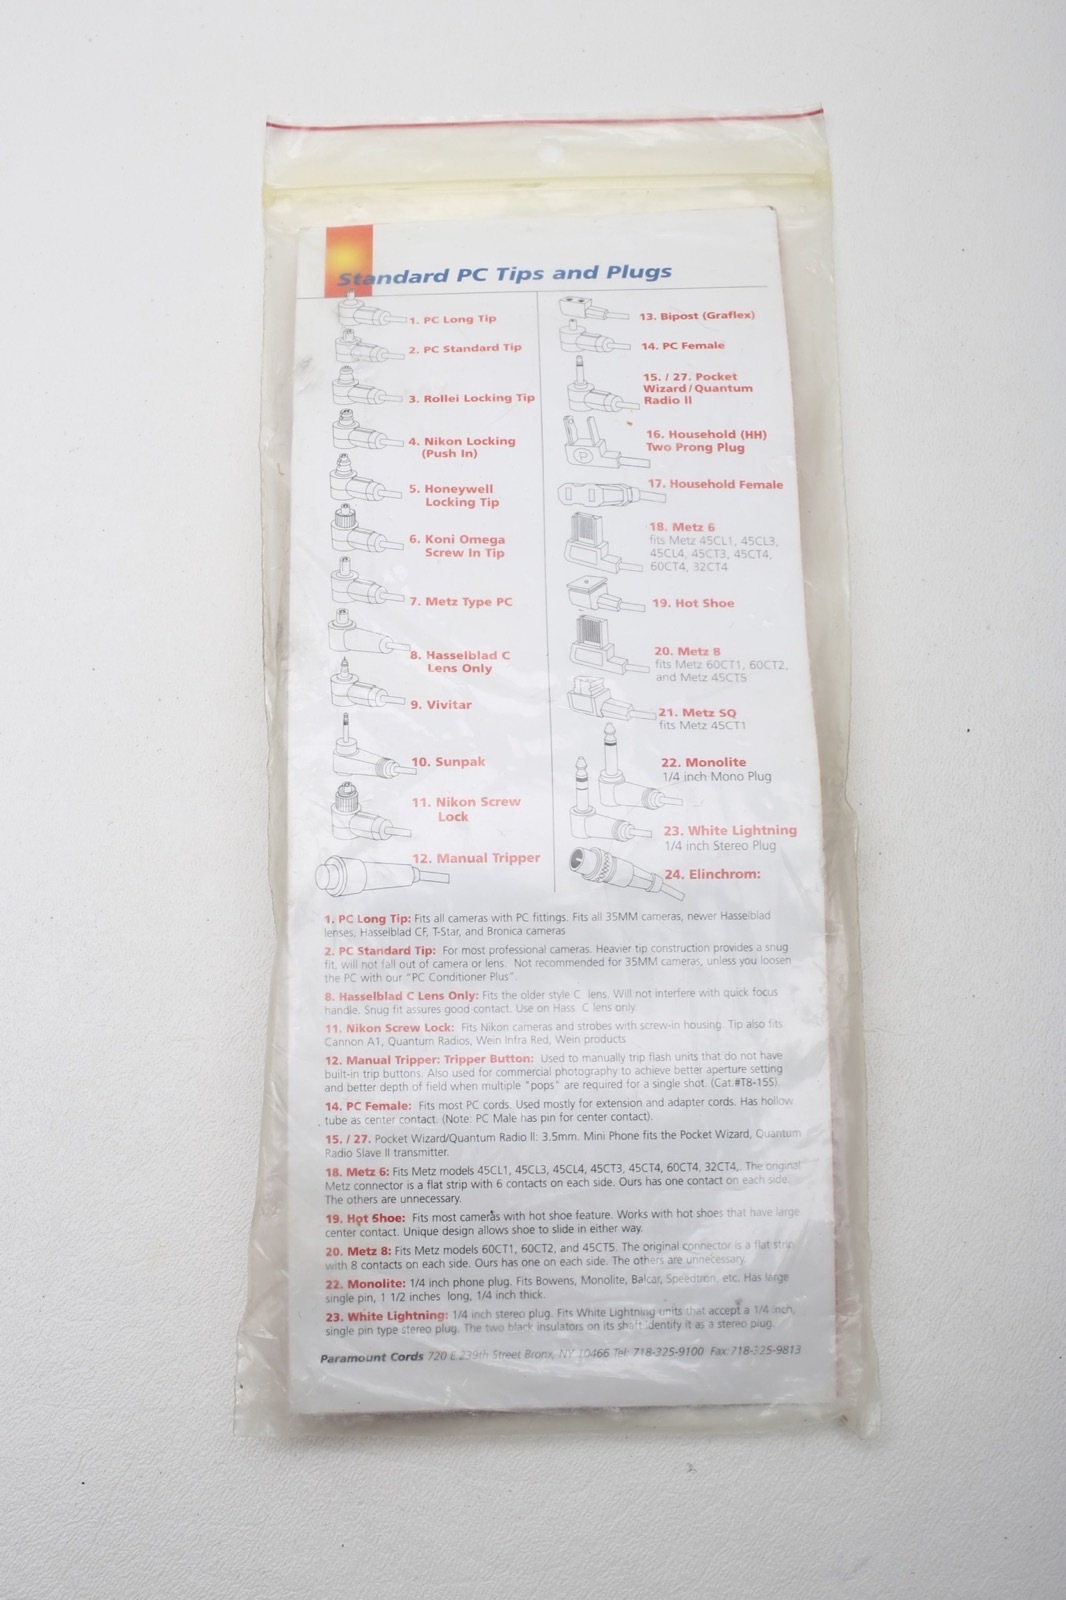 Standard PC Tips and Plugs
1. PC Long Tip
2. PC Standard Tip
3. Rollei Locking Tip
4. Nikon Locking
(Push In)
5. Honeywell
Locking Tip
6. Koni Omega
Screw In Tip
7. Metz Type PC
8. Hasselblad C
Lens Only
9. Vivitar
10. Sunpak
11. Nikon Screw
Lock
12. Manual Tripper
13. Bipost (Graflex)
14. PC Female
15. / 27. Pocket
Wizard/Quantum
Radio II
16. Household (HH)
Two Prong Plug
P
17. Household Female
18. Metz 6
fits Metz 45CL1, 45CL3,
45CL4, 45CT3, 45CT4,
60CT4, 32CT4
19. Hot Shoe
20. Metz 8
fits Metz 60CT1, 60CT2,
and Metz 45CT5
21. Metz SQ
fits Metz 45CT1
22. Monolite
1/4 inch Mono Plug
23. White Lightning
1/4 inch Stereo Plug
24. Elinchrom:
1. PC Long Tip: Fits all cameras with PC fittings. Fits all 35MM cameras, newer Hasselblad
lenses, Hasselblad CF, T-Star, and Bronica cameras
2. PC Standard Tip: For most professional cameras. Heavier tip construction provides a snug
fit, will not fall out of camera or lens. Not recommended for 35MM cameras, unless you loosen
the PC with our "PC Conditioner Plus".
8. Hasselblad C Lens Only: Fits the older style C lens. Will not interfere with quick focus
handle. Snug fit assures good contact. Use on Hass C lens only.
11. Nikon Screw Lock: Fits Nikon cameras and strobes with screw-in housing. Tip also fits
Cannon A1, Quantum Radios, Wein Infra Red, Wein products
12. Manual Tripper: Tripper Button: Used to manually trip flash units that do not have
built-in trip buttons. Also used for commercial photography to achieve better aperture setting
and better depth of field when multiple "pops" are required for a single shot. (Cat.#T8-15S).
14. PC Female: Fits most PC cords. Used mostly for extension and adapter cords. Has hollow
tube as center contact. (Note: PC Male has pin for center contact).
15. / 27. Pocket Wizard/Quantum Radio II: 3.5mm. Mini Phone fits the Pocket Wizard, Quantum
Radio Slave II transmitter.
18. Metz 6: Fits Metz models 45CL1, 45CL3, 45CL4, 45CT3, 45CT4, 60CT4, 32CT4,. The original
Metz connector is a flat strip with 6 contacts on each side. Ours has one contact on each side.
The others are unnecessary.
19. Hot Shoe: Fits most cameras with hot shoe feature. Works with hot shoes that have large
center contact. Unique design allows shoe to slide in either way.
20. Metz 8: Fits Metz models 60CT1, 60CT2, and 45CT5. The original connector is a flat strip
with 8 contacts on each side. Ours has one on each side. The others are unnecessary.
22. Monolite: 1/4 inch phone plug. Fits Bowens, Monolite, Balcar, Speedtron, etc. Has large
single pin, 1 1/2 inches long, 1/4 inch thick.
23. White Lightning: 1/4 inch stereo plug. Fits White Lightning units that accept a 1/4 inch,
single pin type stereo plug. The two black insulators on its shaft identify it as a stereo plug.
Paramount Cords 720 E 239th Street Bronx, NY 10466 Tel: 718-325-9100 Fax:718-325-9813